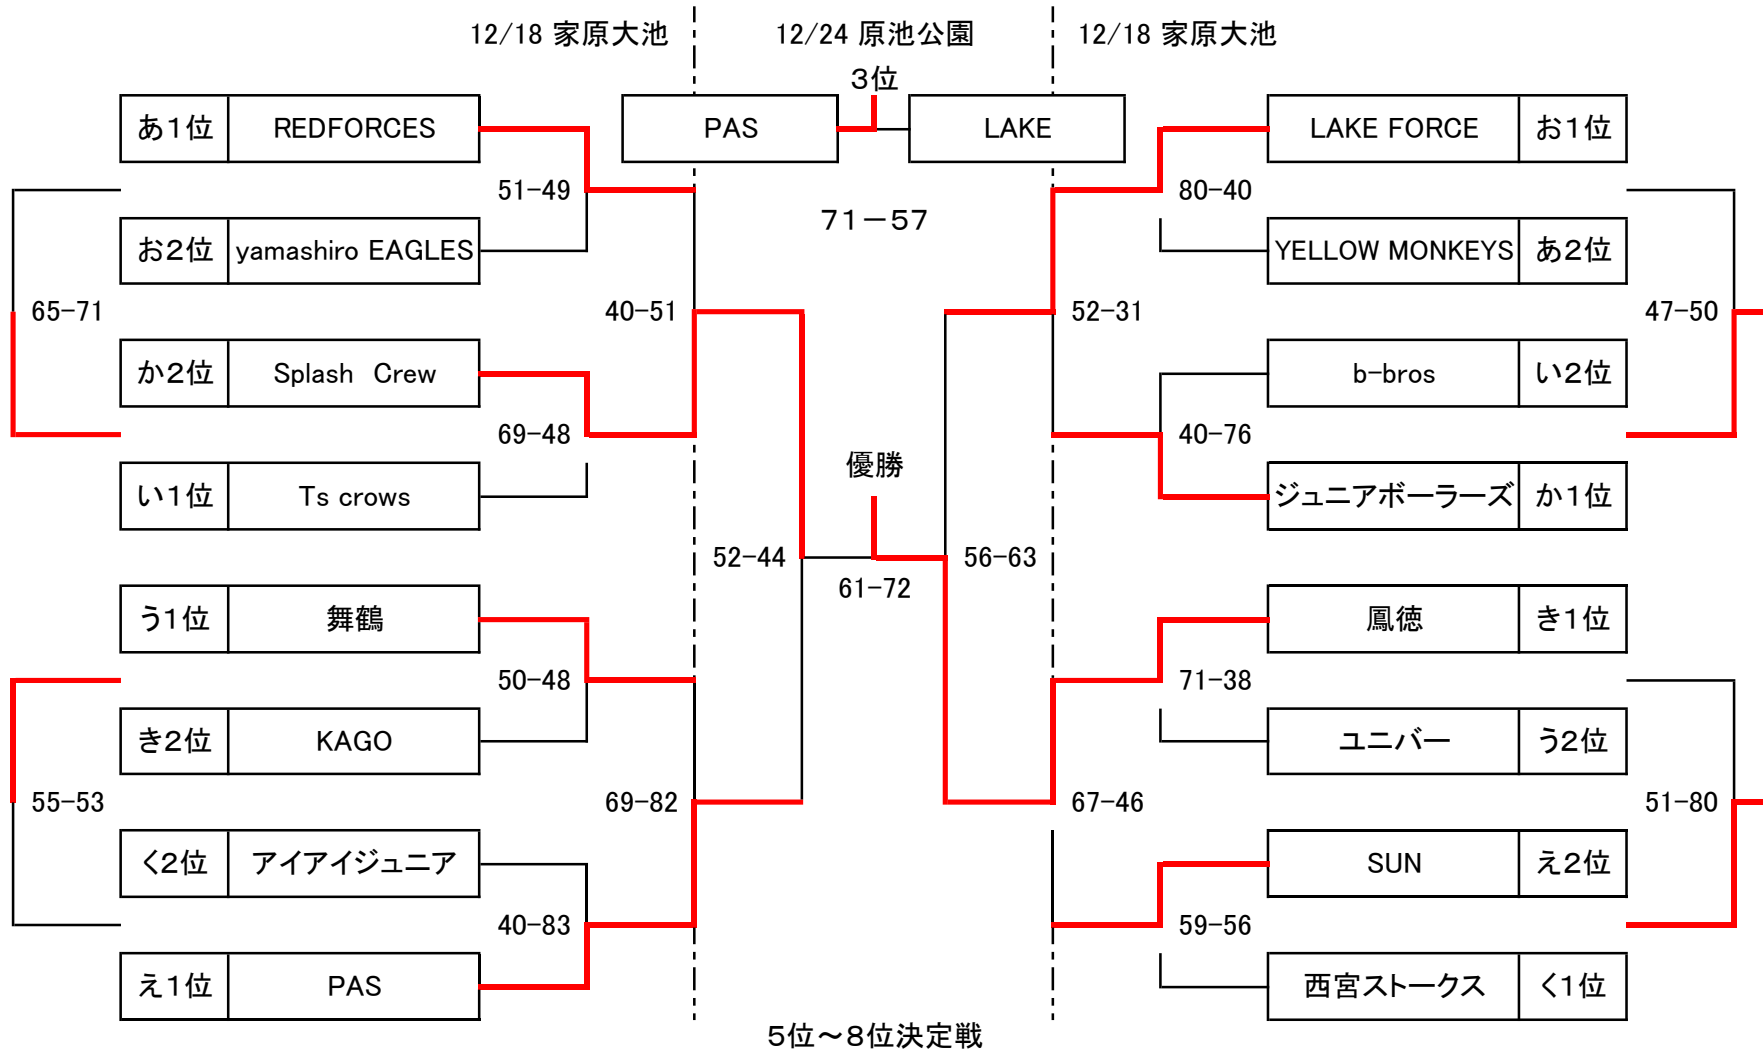 12/18 家原大池
12/24 原池公園
12/18 家原大池
3位
あ1位 REDFORCES
PAS
LAKE
LAKE FORCE お1位
51-49
80-40
71-57
お2位 yamashiro EAGLES
YELLOW MONKEYS あ2位
65-71
40-51
52-31
47-50
か2位 Splash Crew
b-bros い2位
69-48
40-76
優勝
い1位 Ts crows
ジュニアボーラーズ か1位
52-44
56-63
61-72
う1位 舞鶴
鳳徳 き1位
50-48
71-38
き2位 KAGO
ユニバー う2位
55-53
69-82
67-46
51-80
く2位 アイアイジュニア
SUN え2位
40-83
59-56
え1位 PAS
西宮ストークス く1位
5位～8位決定戦